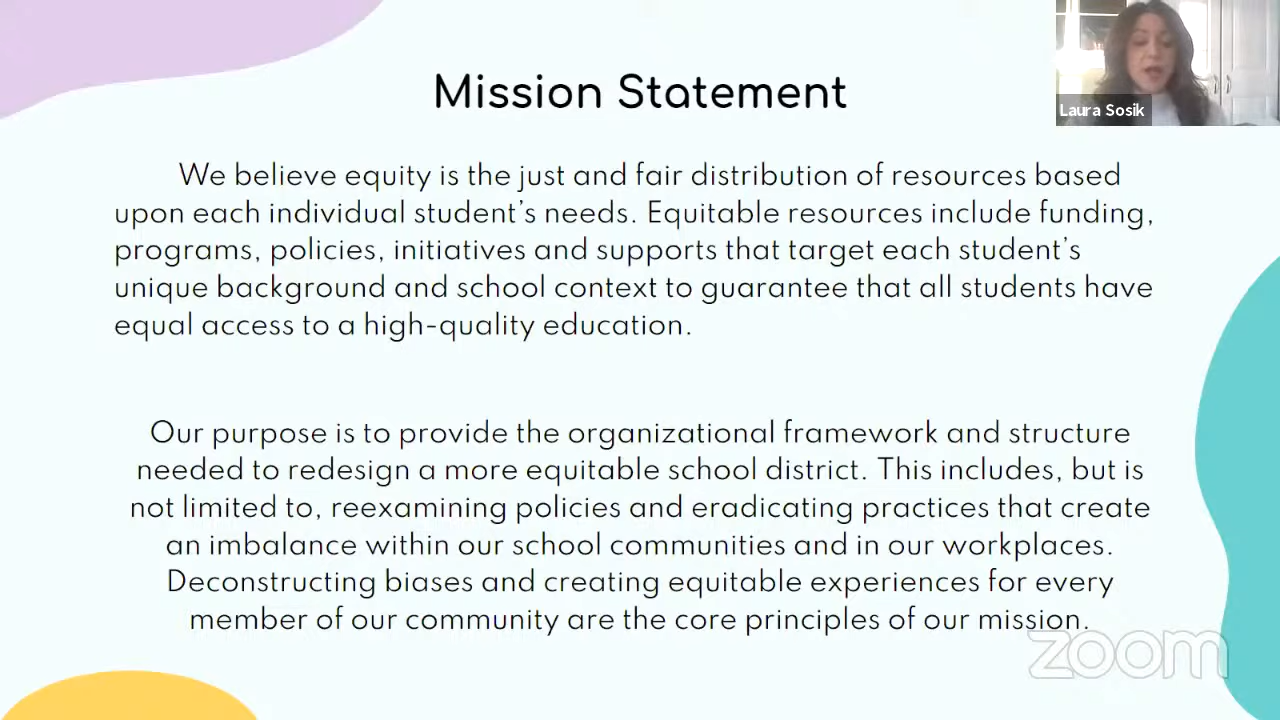 Mission Statement
Laura Sosik
We believe equity is the just and fair distribution of resources based
upon each individual student’s needs. Equitable resources include funding,
programs, policies, initiatives and supports that target each student’s
unique background and school context to guarantee that all students have
equal access to a high-quality education.
Our purpose is to provide the organizational framework and structure
needed to redesign a more equitable school district. This includes, but is
not limited to, reexamining policies and eradicating practices that create
an imbalance within our school communities and in our workplaces.
Deconstructing biases and creating equitable experiences for every
member of our community are the core principles of our mission.
zoom